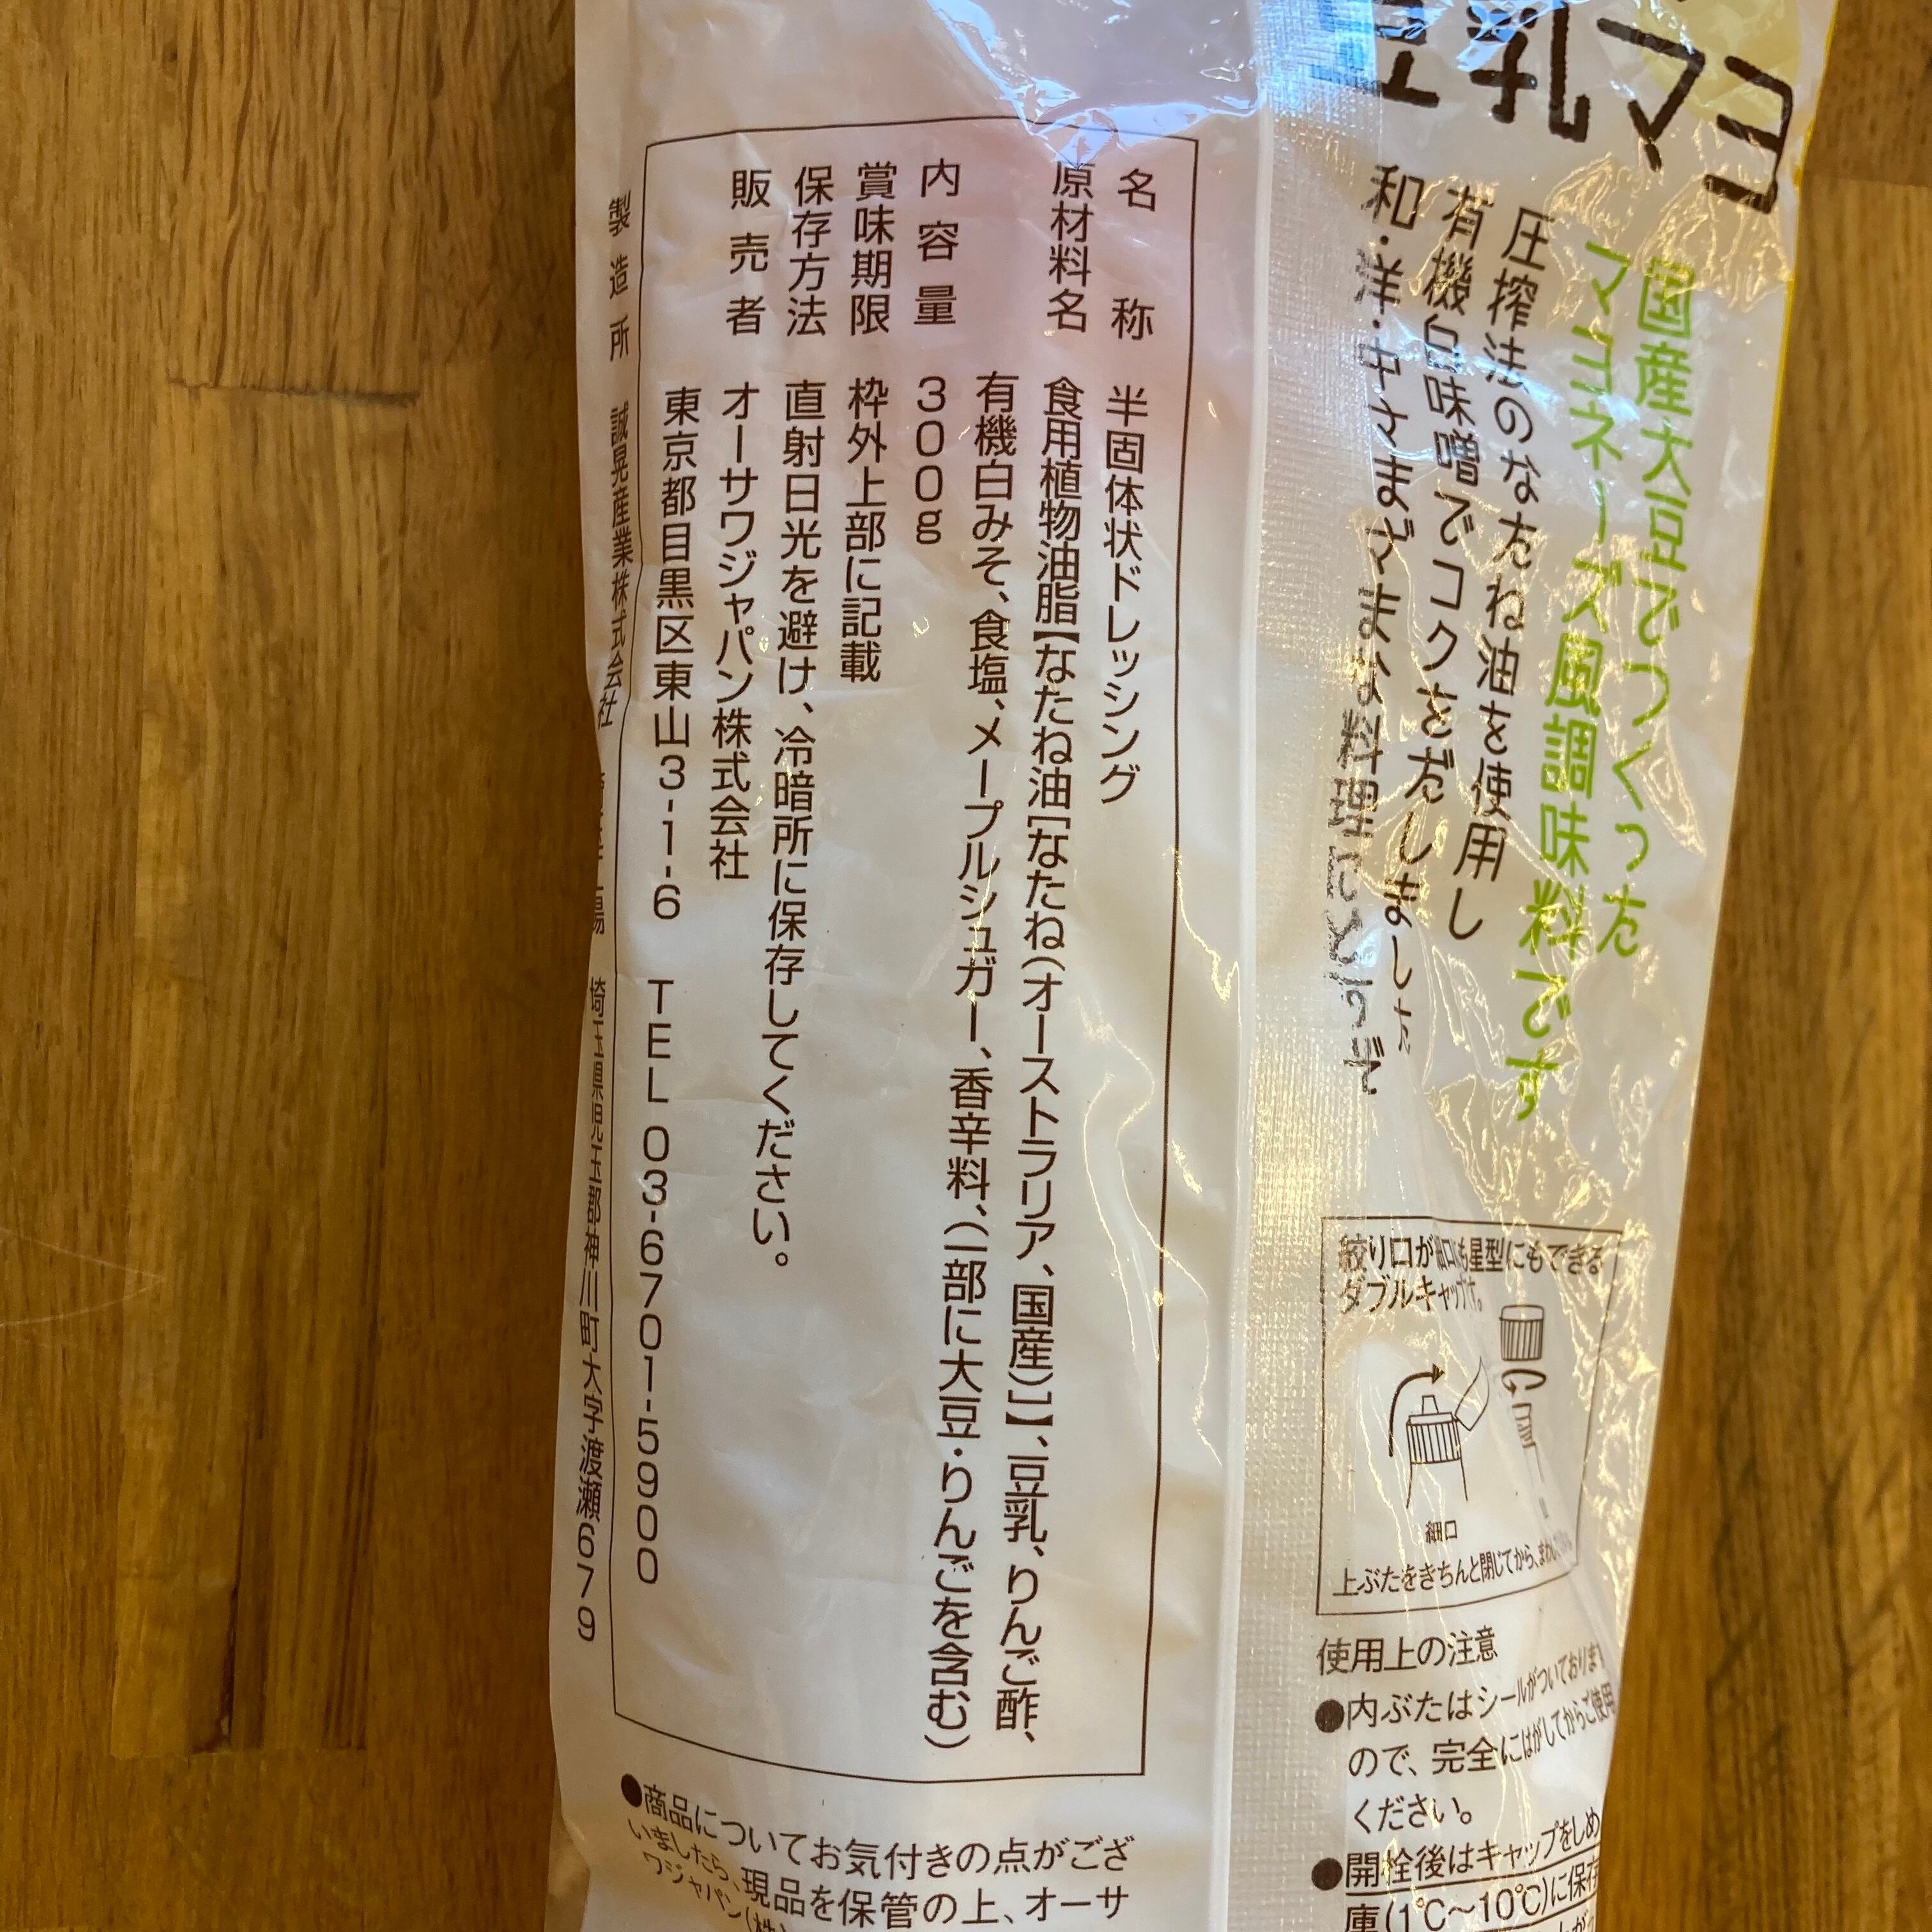 豆乳マヨ
国産大豆でつくった
マヨネーズ風調味料です
圧搾法のなたね油を使用し
有機白味噌でコクをだしました
和・洋・中さまざまな料理に
絞り口が細口にも星型にもできる
ダブルキャップです。
細口
上ぶたをきちんと閉じてから、
使用上の注意
●内ぶたはシールがついております
ので、完全にはがしてからご使用
ください。
●開栓後はキャップをしめ
庫(1℃〜10℃)に保存
名称 半固体状ドレッシング
原材料名 食用植物油脂【なたね油[なたね(オーストラリア、国産)]】、豆乳、りんご酢、
有機白みそ、食塩、メープルシュガー、香辛料、(一部に大豆・りんごを含む)
内容量 300g
賞味期限 枠外上部に記載
保存方法 直射日光を避け、冷暗所に保存してください。
販売者 オーサワジャパン株式会社
東京都目黒区東山3-1-6 TEL 03-6701-5900
製造所 誠晃産業株式会社 埼玉県児玉郡神川町大字渡瀬679
●商品についてお気付きの点がござ
いましたら、現品を保管の上、オーサ
ワジャパン(株)